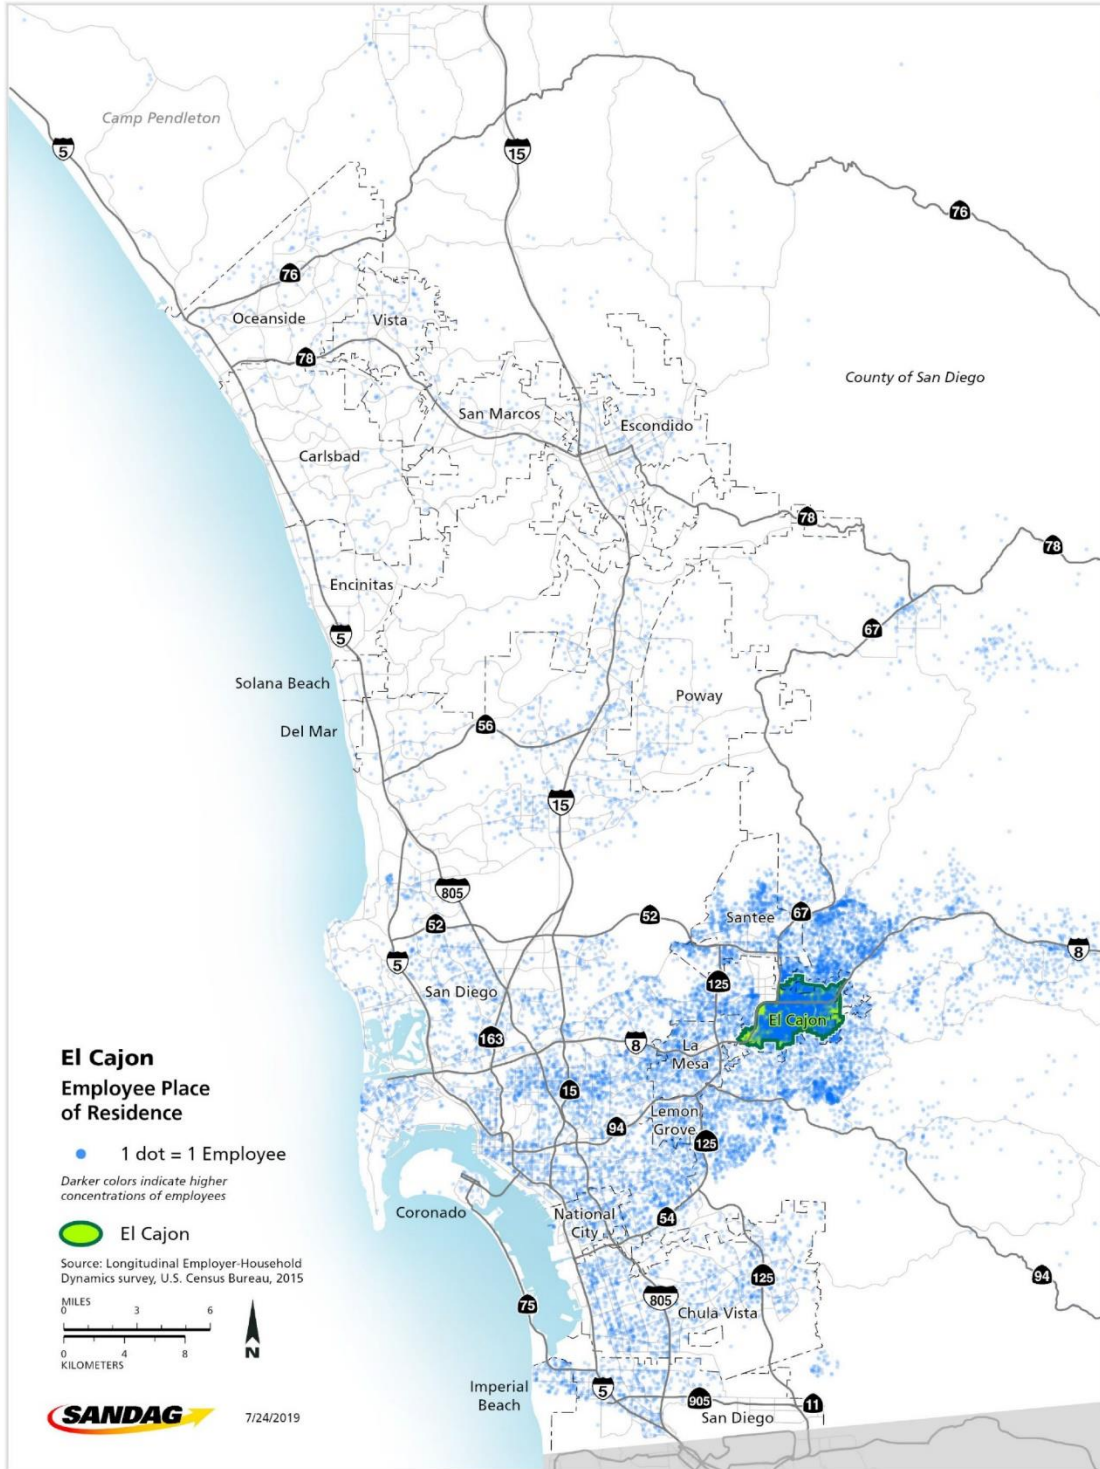 Camp Pendleton
5
15
76
76
Oceanside
Vista
78
County of San Diego
San Marcos
Escondido
Carlsbad
78
78
Encinitas
67
5
Solana Beach
Poway
Del Mar
56
15
805
52
Santee
67
52
8
5
125
San Diego
El Cajon
163
8
La
Mesa
15
Lemon
Grove
94
125
Coronado
National
City
54
125
94
75
805
Chula Vista
Imperial
Beach
5
905
San Diego
11
El Cajon
Employee Place
of Residence
1 dot = 1 Employee
Darker colors indicate higher
concentrations of employees
El Cajon
Source: Longitudinal Employer-Household
Dynamics survey, U.S. Census Bureau, 2015
MILES
0 3 6
0 4 8
KILOMETERS
N
SANDAG
7/24/2019